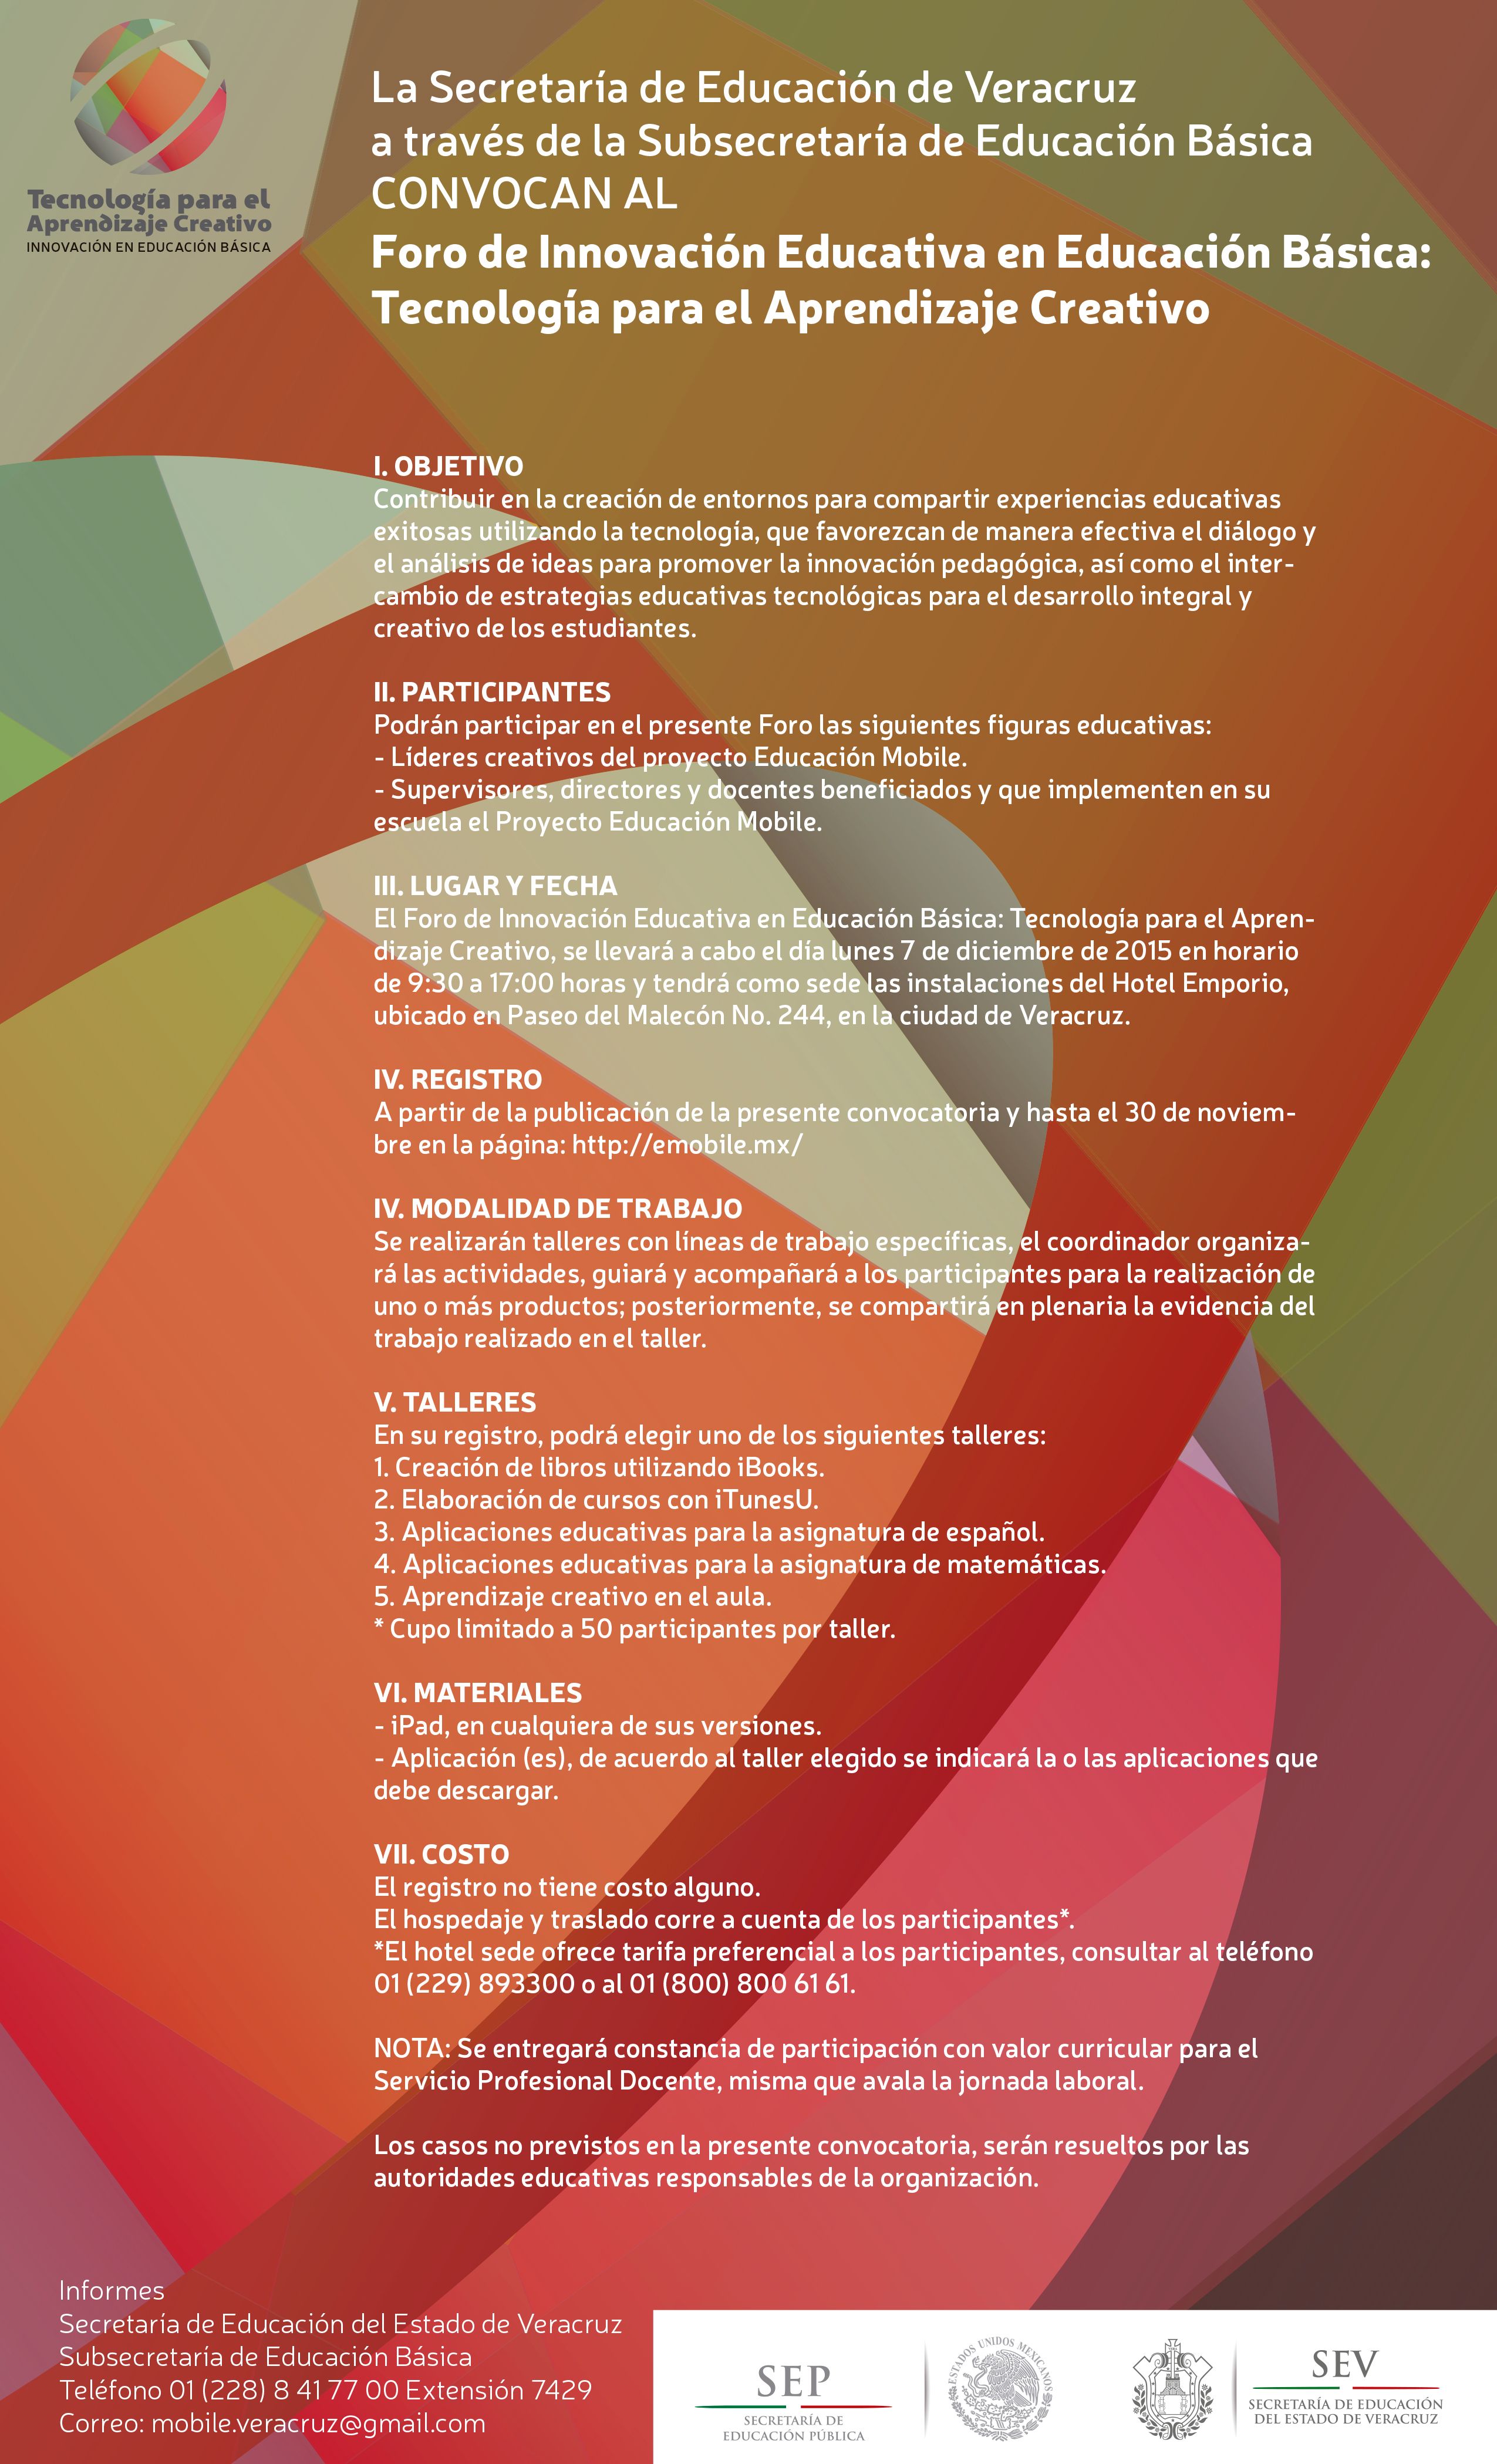 Tecnología para el
Aprendizaje Creativo
INNOVACIÓN EN EDUCACIÓN BÁSICA
La Secretaría de Educación de Veracruz
a través de la Subsecretaría de Educación Básica
CONVOCAN AL
Foro de Innovación Educativa en Educación Básica:
Tecnología para el Aprendizaje Creativo
I. OBJETIVO
Contribuir en la creación de entornos para compartir experiencias educativas
exitosas utilizando la tecnología, que favorezcan de manera efectiva el diálogo y
el análisis de ideas para promover la innovación pedagógica, así como el inter-
cambio de estrategias educativas tecnológicas para el desarrollo integral y
creativo de los estudiantes.
II. PARTICIPANTES
Podrán participar en el presente Foro las siguientes figuras educativas:
- Líderes creativos del proyecto Educación Mobile.
- Supervisores, directores y docentes beneficiados y que implementen en su
escuela el Proyecto Educación Mobile.
III. LUGAR Y FECHA
El Foro de Innovación Educativa en Educación Básica: Tecnología para el Apren-
dizaje Creativo, se llevará a cabo el día lunes 7 de diciembre de 2015 en horario
de 9:30 a 17:00 horas y tendrá como sede las instalaciones del Hotel Emporio,
ubicado en Paseo del Malecón No. 244, en la ciudad de Veracruz.
IV. REGISTRO
A partir de la publicación de la presente convocatoria y hasta el 30 de noviem-
bre en la página: http://emobile.mx/
IV. MODALIDAD DE TRABAJO
Se realizarán talleres con líneas de trabajo específicas, el coordinador organiza-
rá las actividades, guiará y acompañará a los participantes para la realización de
uno o más productos; posteriormente, se compartirá en plenaria la evidencia del
trabajo realizado en el taller.
V. TALLERES
En su registro, podrá elegir uno de los siguientes talleres:
1. Creación de libros utilizando iBooks.
2. Elaboración de cursos con iTunesU.
3. Aplicaciones educativas para la asignatura de español.
4. Aplicaciones educativas para la asignatura de matemáticas.
5. Aprendizaje creativo en el aula.
* Cupo limitado a 50 participantes por taller.
VI. MATERIALES
- iPad, en cualquiera de sus versiones.
- Aplicación (es), de acuerdo al taller elegido se indicará la o las aplicaciones que
debe descargar.
VII. COSTO
El registro no tiene costo alguno.
El hospedaje y traslado corre a cuenta de los participantes*.
*El hotel sede ofrece tarifa preferencial a los participantes, consultar al teléfono
01 (229) 893300 o al 01 (800) 800 61 61.
NOTA: Se entregará constancia de participación con valor curricular para el
Servicio Profesional Docente, misma que avala la jornada laboral.
Los casos no previstos en la presente convocatoria, serán resueltos por las
autoridades educativas responsables de la organización.
Informes
Secretaría de Educación del Estado de Veracruz
Subsecretaría de Educación Básica
Teléfono 01 (228) 8 41 77 00 Extensión 7429
Correo: mobile.veracruz@gmail.com
SEP
SECRETARÍA DE
EDUCACIÓN PÚBLICA
ESTADOS UNIDOS MEXICANOS
SEV
SECRETARÍA DE EDUCACIÓN
DEL ESTADO DE VERACRUZ